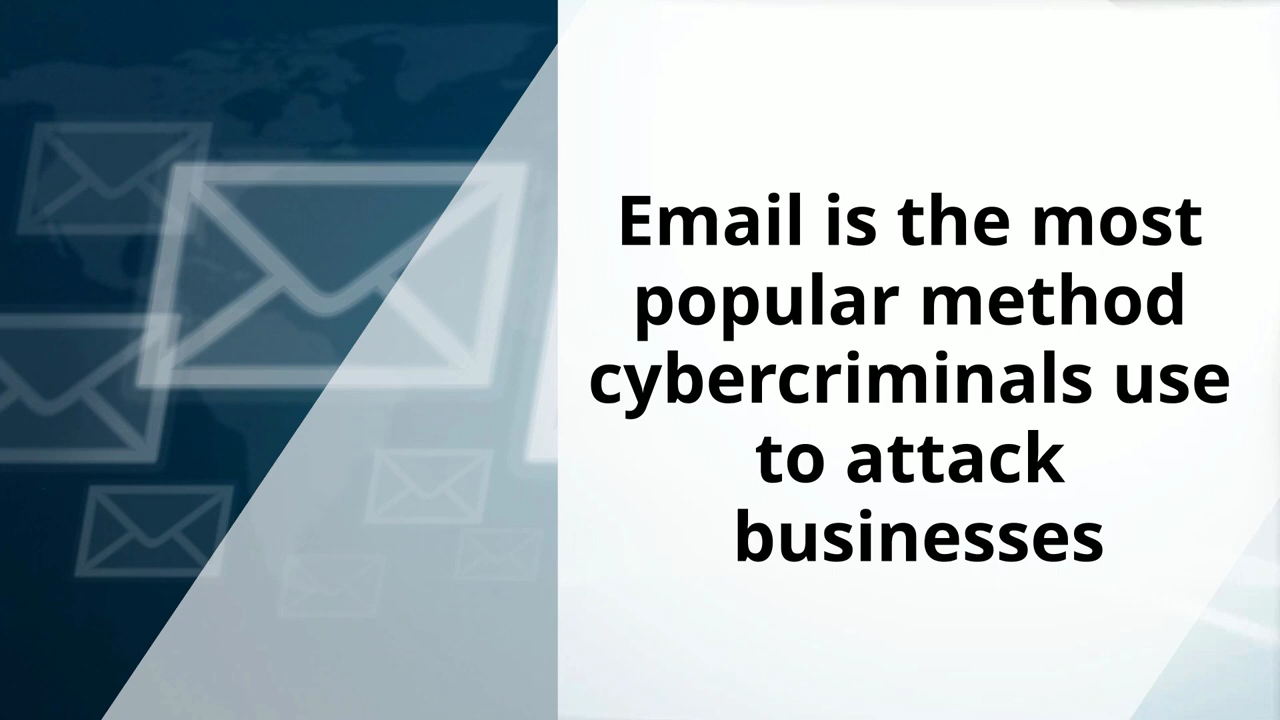 Email is the most
popular method
cybercriminals use
to attack
businesses